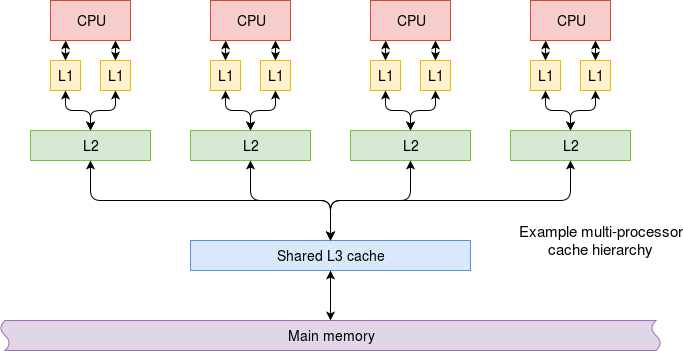 CPU CPU CPU CPU
L1 L1 L1 L1 L1 L1 L1 L1
L2 L2 L2 L2
Example multi-processor
cache hierarchy
Shared L3 cache
Main memory